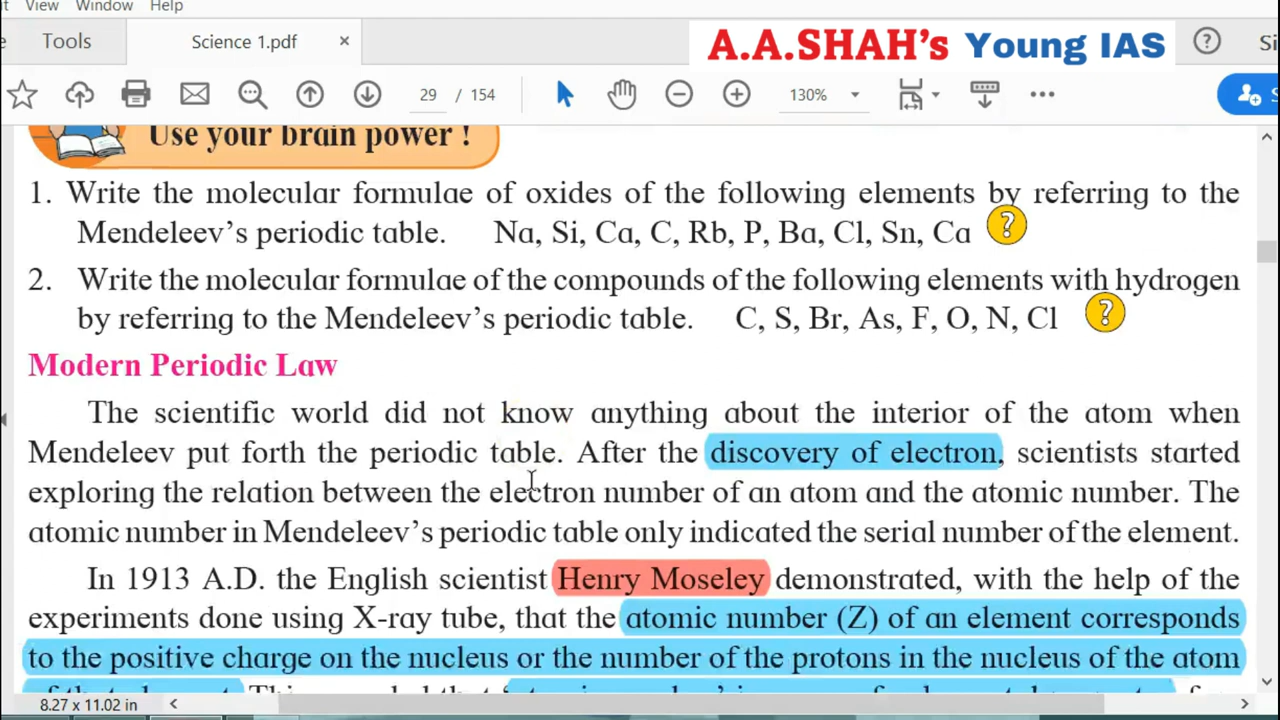 View Window Help
Tools Science 1.pdf ×
A.A.SHAH's Young IAS
? Si
29 / 154 130%
Use your brain power !
1. Write the molecular formulae of oxides of the following elements by referring to the
Mendeleev's periodic table. Na, Si, Ca, C, Rb, P, Ba, Cl, Sn, Ca ?
2. Write the molecular formulae of the compounds of the following elements with hydrogen
by referring to the Mendeleev's periodic table. C, S, Br, As, F, O, N, Cl ?
Modern Periodic Law
The scientific world did not know anything about the interior of the atom when
Mendeleev put forth the periodic table. After the discovery of electron, scientists started
exploring the relation between the electron number of an atom and the atomic number. The
atomic number in Mendeleev's periodic table only indicated the serial number of the element.
In 1913 A.D. the English scientist Henry Moseley demonstrated, with the help of the
experiments done using X-ray tube, that the atomic number (Z) of an element corresponds
to the positive charge on the nucleus or the number of the protons in the nucleus of the atom
8.27 x 11.02 in